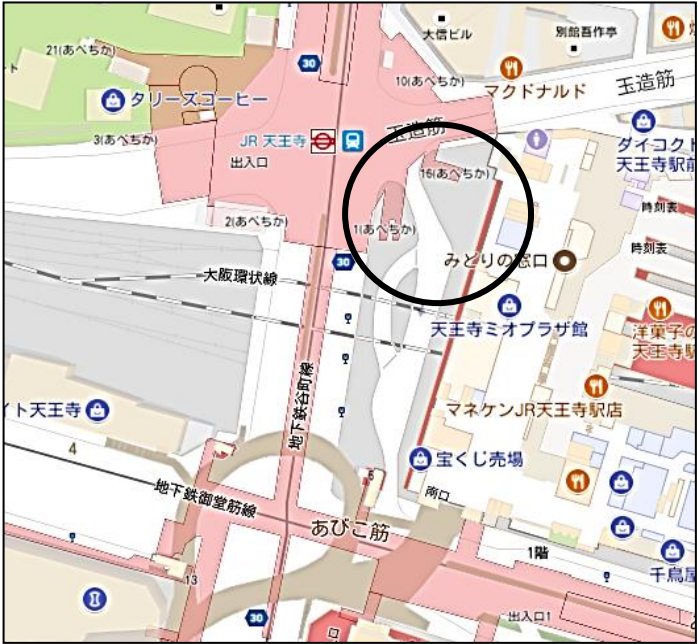 21(あべちか)
30
大信ビル
別館吾作亭
タリーズコーヒー
10(あべちか)
マクドナルド
玉造筋
3(あべちか)
JR 天王寺
出入口
玉造筋
ダイコクド
天王寺駅前
16(あべちか)
2(あべちか)
1(あべちか)
時刻表
時刻表
30
みどりの窓口
大阪環状線
天王寺ミオプラザ館
洋菓子の
天王寺駅
イト天王寺
地下鉄谷町線
マネケンJR天王寺駅店
4
宝くじ売場
6
地下鉄御堂筋線
南口
あびこ筋
1階
13
千鳥屋
30
出入口1
口